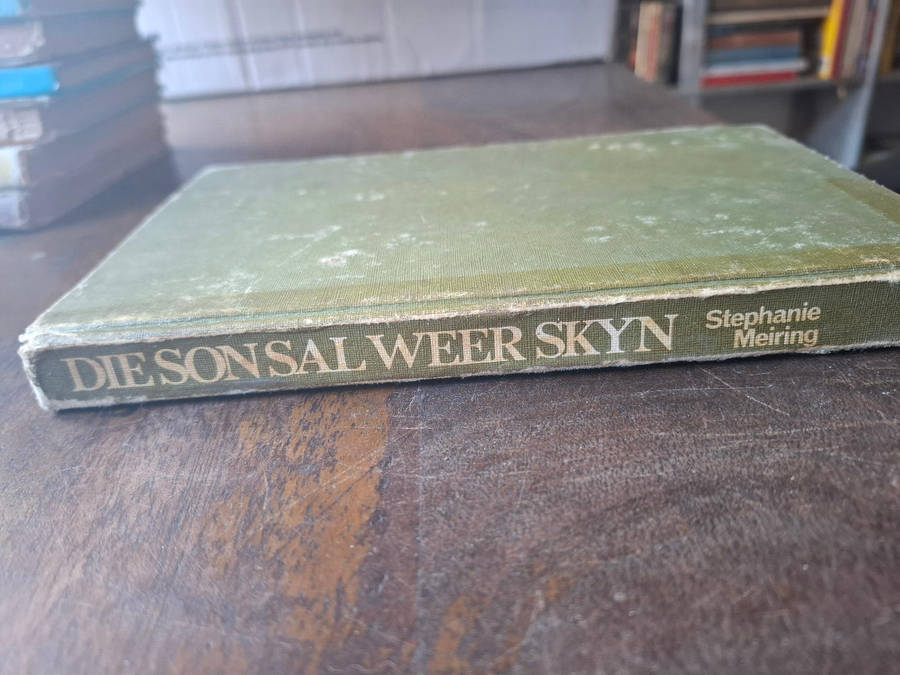 DIE SON SAL WEER SKYN
Stephanie
Meiring